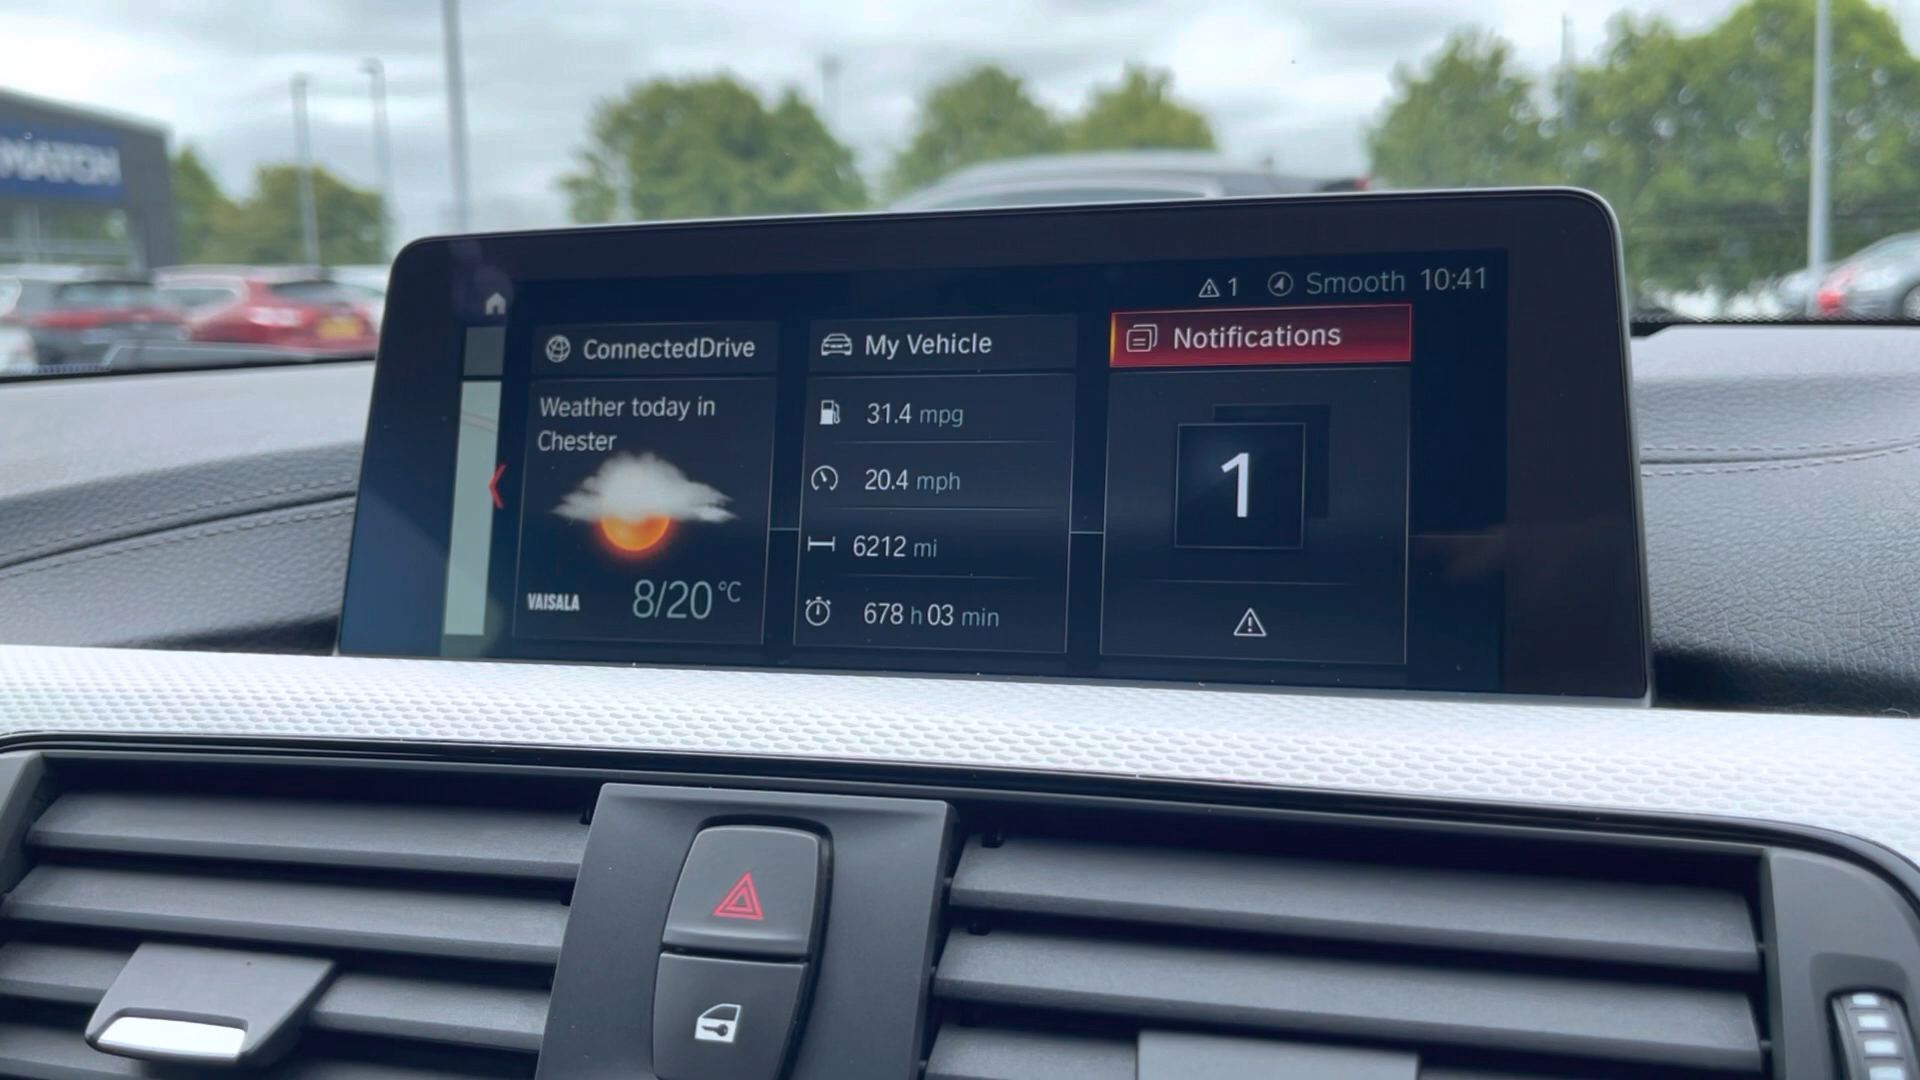 MATCH
1 Smooth 10:41
ConnectedDrive
Weather today in
Chester
VAISALA 8/20°C
My Vehicle
31.4 mpg
20.4 mph
6212 mi
678 h 03 min
Notifications
1